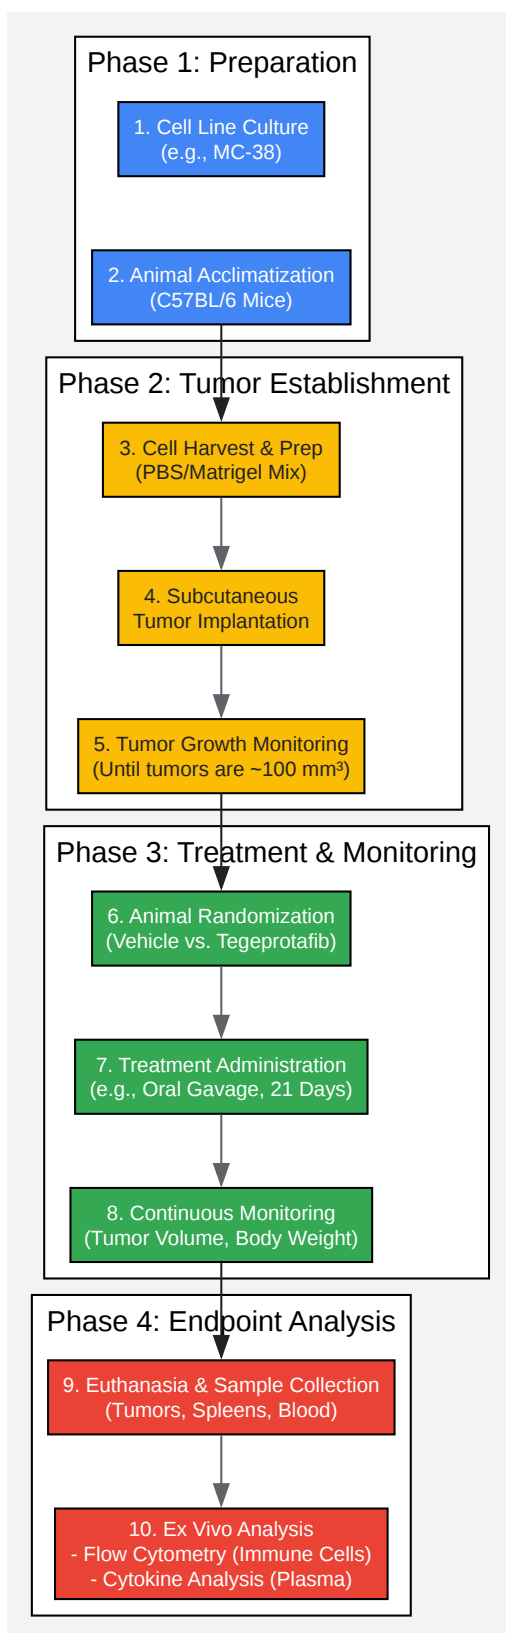 Phase 1: Preparation
1. Cell Line Culture
(e.g., MC-38)
2. Animal Acclimatization
(C57BL/6 Mice)
Phase 2: Tumor Establishment
3. Cell Harvest & Prep
(PBS/Matrigel Mix)
4. Subcutaneous
Tumor Implantation
5. Tumor Growth Monitoring
(Until tumors are ~100 mm³)
Phase 3: Treatment & Monitoring
6. Animal Randomization
(Vehicle vs. Tegeprotafib)
7. Treatment Administration
(e.g., Oral Gavage, 21 Days)
8. Continuous Monitoring
(Tumor Volume, Body Weight)
Phase 4: Endpoint Analysis
9. Euthanasia & Sample Collection
(Tumors, Spleens, Blood)
10. Ex Vivo Analysis
- Flow Cytometry (Immune Cells)
- Cytokine Analysis (Plasma)